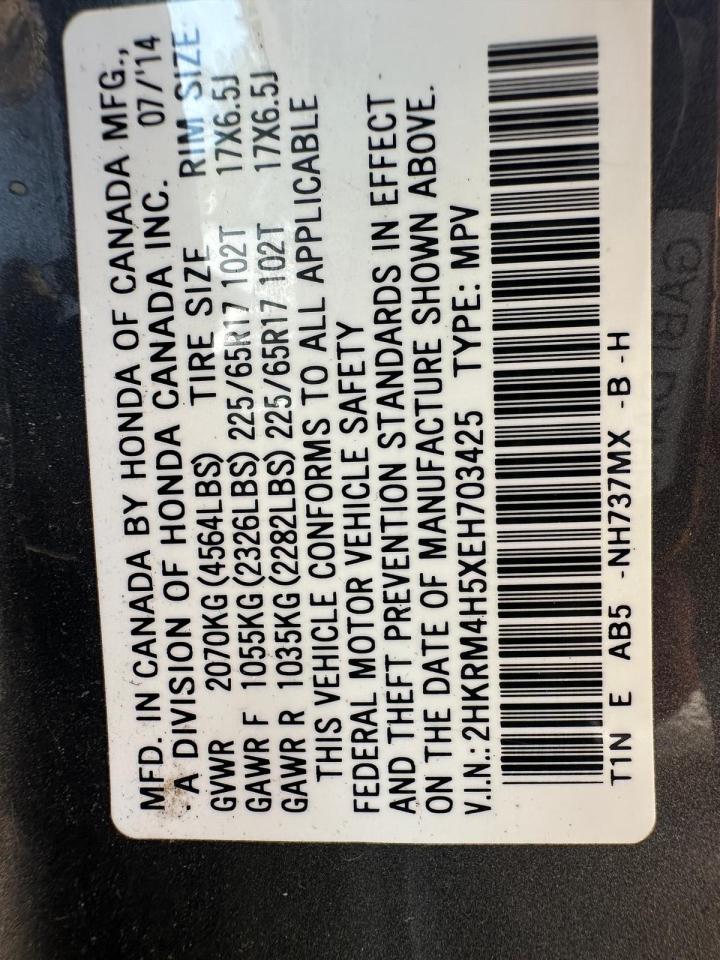 MFD. IN CANADA BY HONDA OF CANADA MFG.,
A DIVISION OF HONDA CANADA INC. 07/'14
TIRE SIZE RIM SIZE
GVWR 2070KG (4564LBS)
GAWR F 1055KG (2326LBS) 225/65R17 102T 17X6.5J
GAWR R 1035KG (2282LBS) 225/65R17 102T 17X6.5J
THIS VEHICLE CONFORMS TO ALL APPLICABLE
FEDERAL MOTOR VEHICLE SAFETY
AND THEFT PREVENTION STANDARDS IN EFFECT
ON THE DATE OF MANUFACTURE SHOWN ABOVE.
V.I.N.: 2HKRM4H5XEH703425 TYPE: MPV
T1N E AB5 -NH737MX -B -H